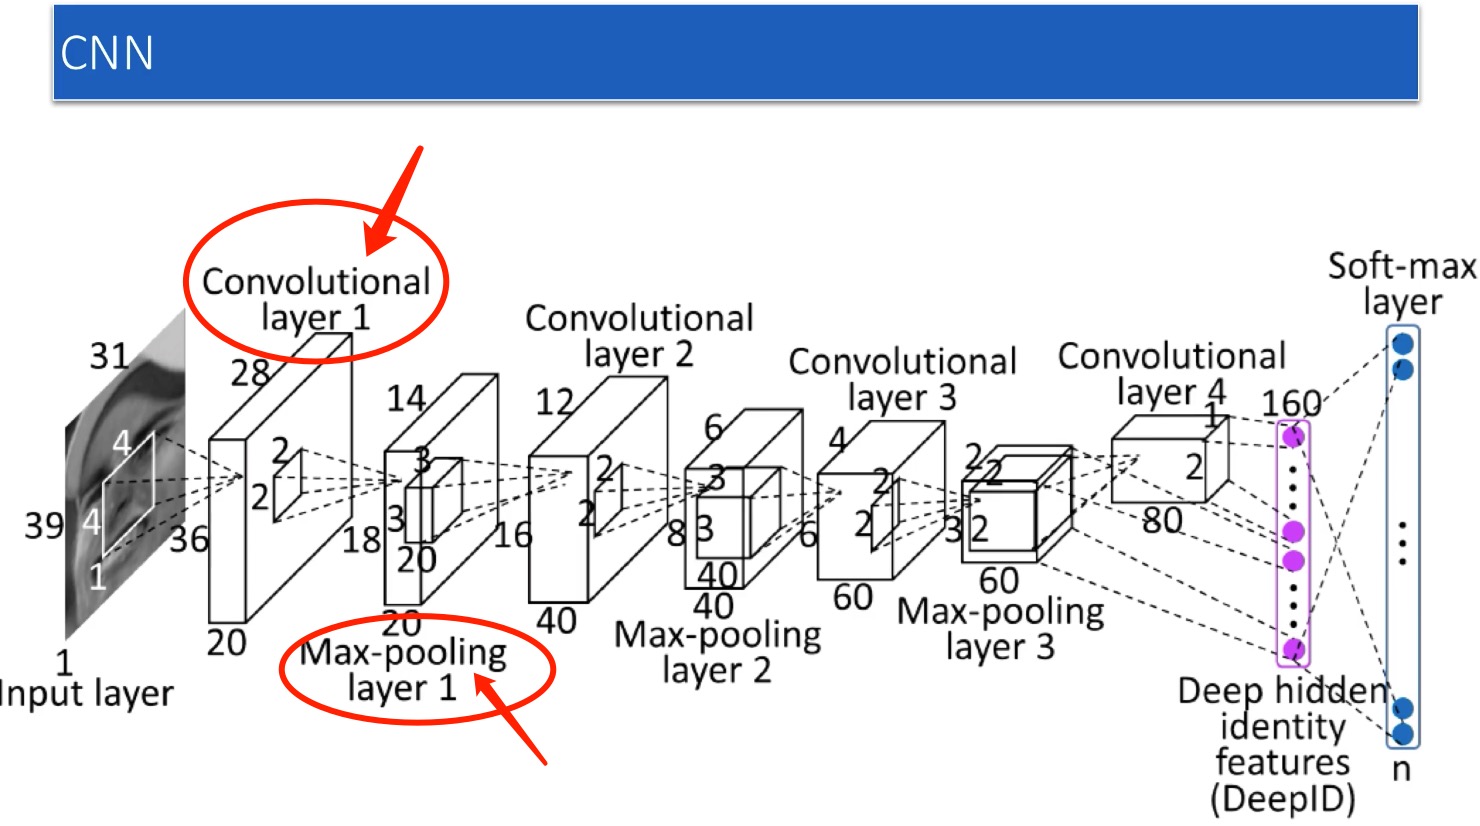 CNN
Convolutional
layer 1
31
28
4
4
1
39
36
2
2
20
1
Input layer
14
3
3
20
18
20
Max-pooling
layer 1
Convolutional
layer 2
12
2
2
16
40
6
3
3
40
8
40
Max-pooling
layer 2
Convolutional
layer 3
4
2
2
6
60
2
2
2
3
60
Max-pooling
layer 3
Convolutional
layer 4
1
2
80
160
Deep hidden
identity
features
(DeepID)
Soft-max
layer
n